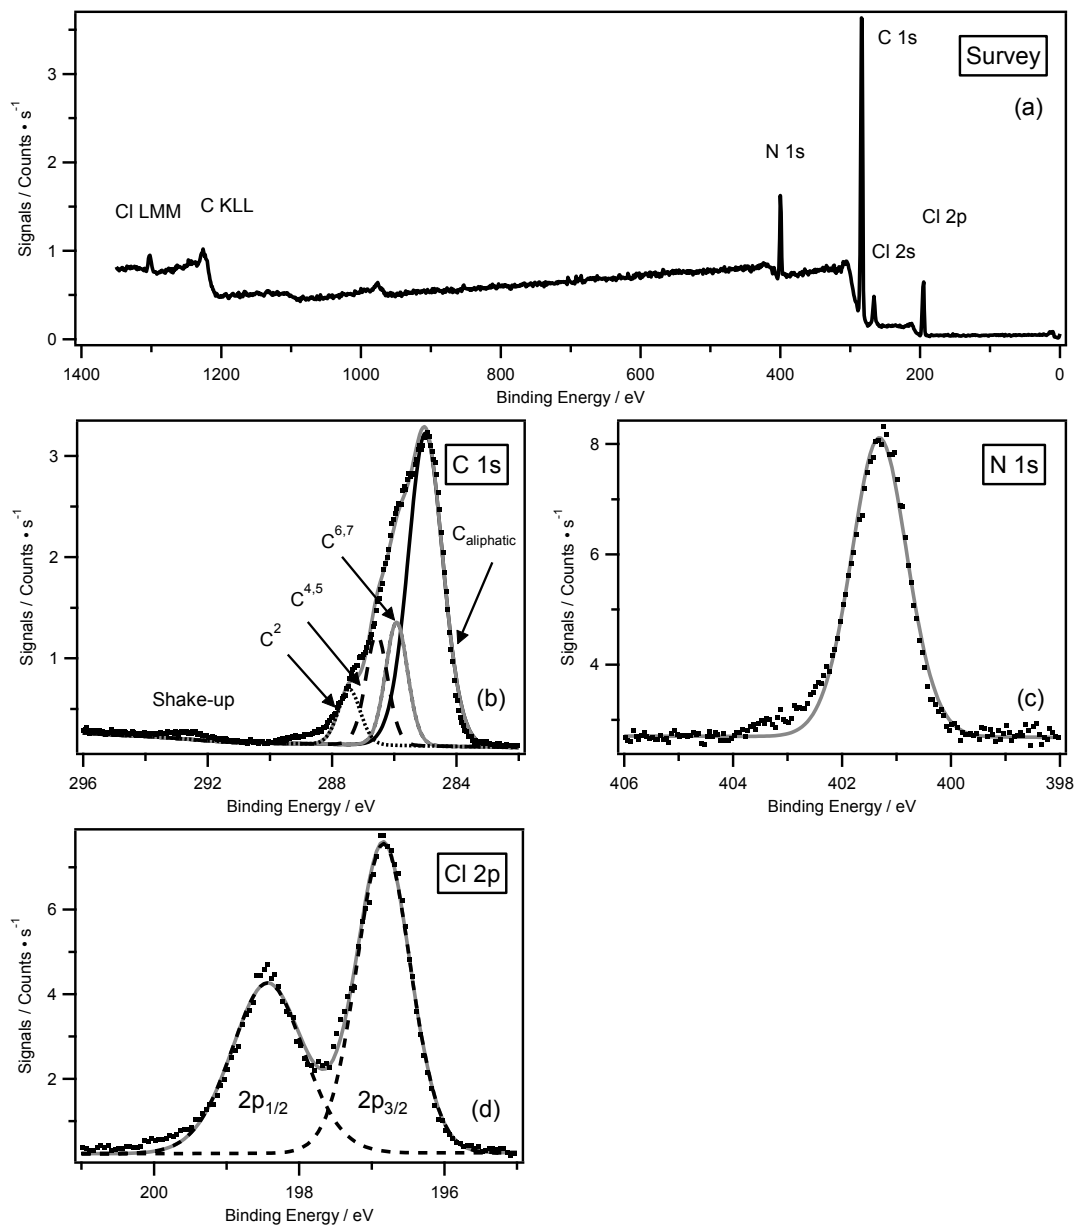 Survey
(a)
C 1s
N 1s
Cl 2p
Cl LMM
C KLL
Cl 2s
Signals / Counts • s⁻¹
3
2
1
0
1400 1200 1000 800 600 400 200 0
Binding Energy / eV
C 1s
C⁶,⁷
C_aliphatic
C⁴,⁵
C²
Shake-up
(b)
Signals / Counts • s⁻¹
3
2
1
296 292 288 284
Binding Energy / eV
N 1s
(c)
Signals / Counts • s⁻¹
8
6
4
406 404 402 400 398
Binding Energy / eV
Cl 2p
2p₁/₂
2p₃/₂
(d)
Signals / Counts • s⁻¹
6
4
2
200 198 196
Binding Energy / eV